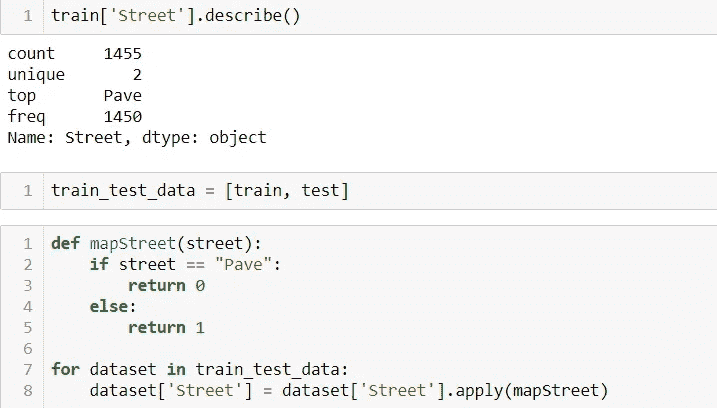 1 train['Street'].describe()
count 1455
unique 2
top Pave
freq 1450
Name: Street, dtype: object
1 train_test_data = [train, test]
1 def mapStreet(street):
2     if street == "Pave":
3         return 0
4     else:
5         return 1
6
7 for dataset in train_test_data:
8     dataset['Street'] = dataset['Street'].apply(mapStreet)